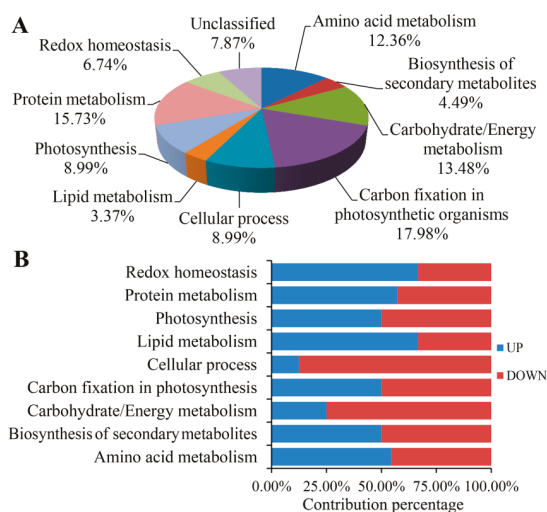 A
Unclassified
7.87%
Amino acid metabolism
12.36%
Redox homeostasis
6.74%
Biosynthesis of
secondary metabolites
4.49%
Protein metabolism
15.73%
Carbohydrate/Energy
metabolism
13.48%
Photosynthesis
8.99%
Lipid metabolism
3.37%
Cellular process
8.99%
Carbon fixation in
photosynthetic organisms
17.98%
B
Redox homeostasis
Protein metabolism
Photosynthesis
Lipid metabolism
Cellular process
Carbon fixation in photosynthesis
Carbohydrate/Energy metabolism
Biosynthesis of secondary metabolites
Amino acid metabolism
UP
DOWN
0.00% 25.00% 50.00% 75.00% 100.00%
Contribution percentage